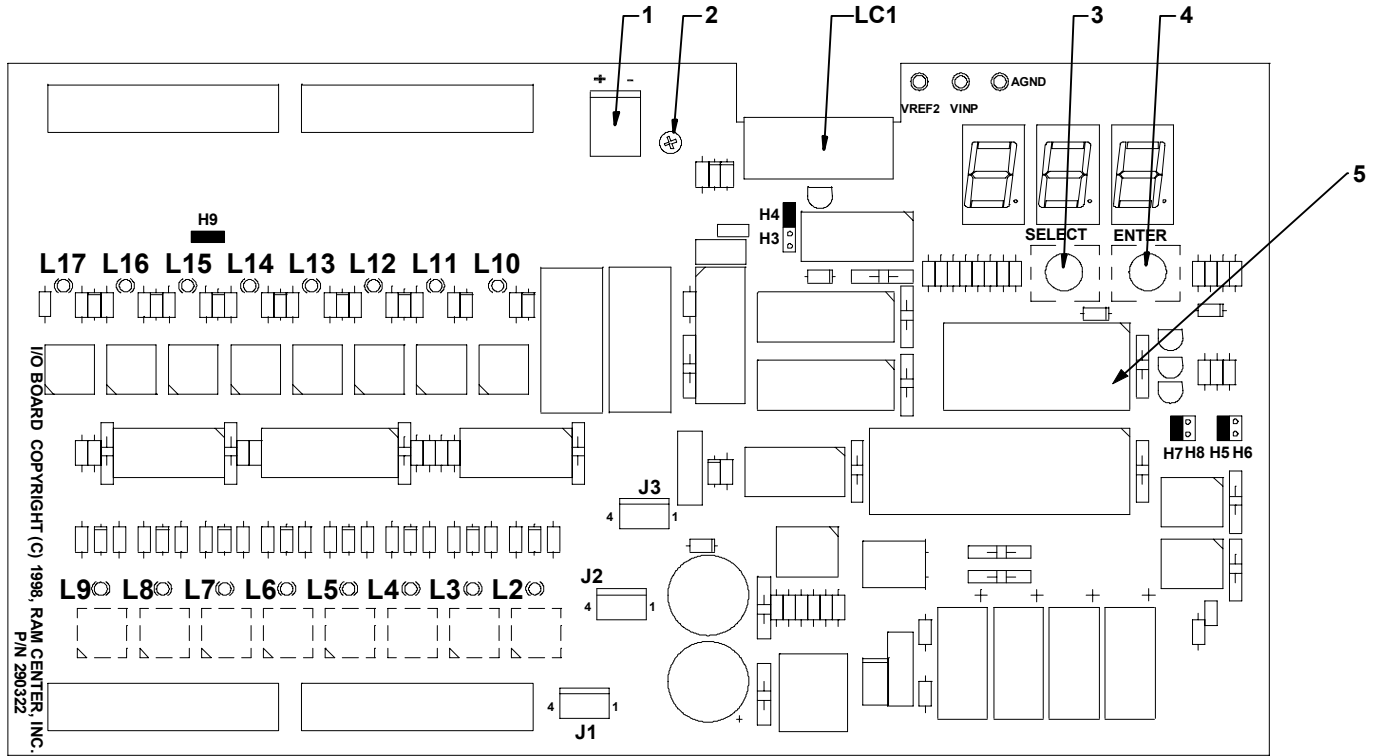 1 2 LC1 3 4
+ -
VREF2 VINP AGND
5
H4
H3
H9
SELECT ENTER
L17 L16 L15 L14 L13 L12 L11 L10
H7 H8 H5 H6
J3
4 1
J2
4 1
L9 L8 L7 L6 L5 L4 L3 L2
+ + + +
+
4 1
J1
I/O BOARD COPYRIGHT (C) 1998, RAM CENTER, INC.
P/N 290322